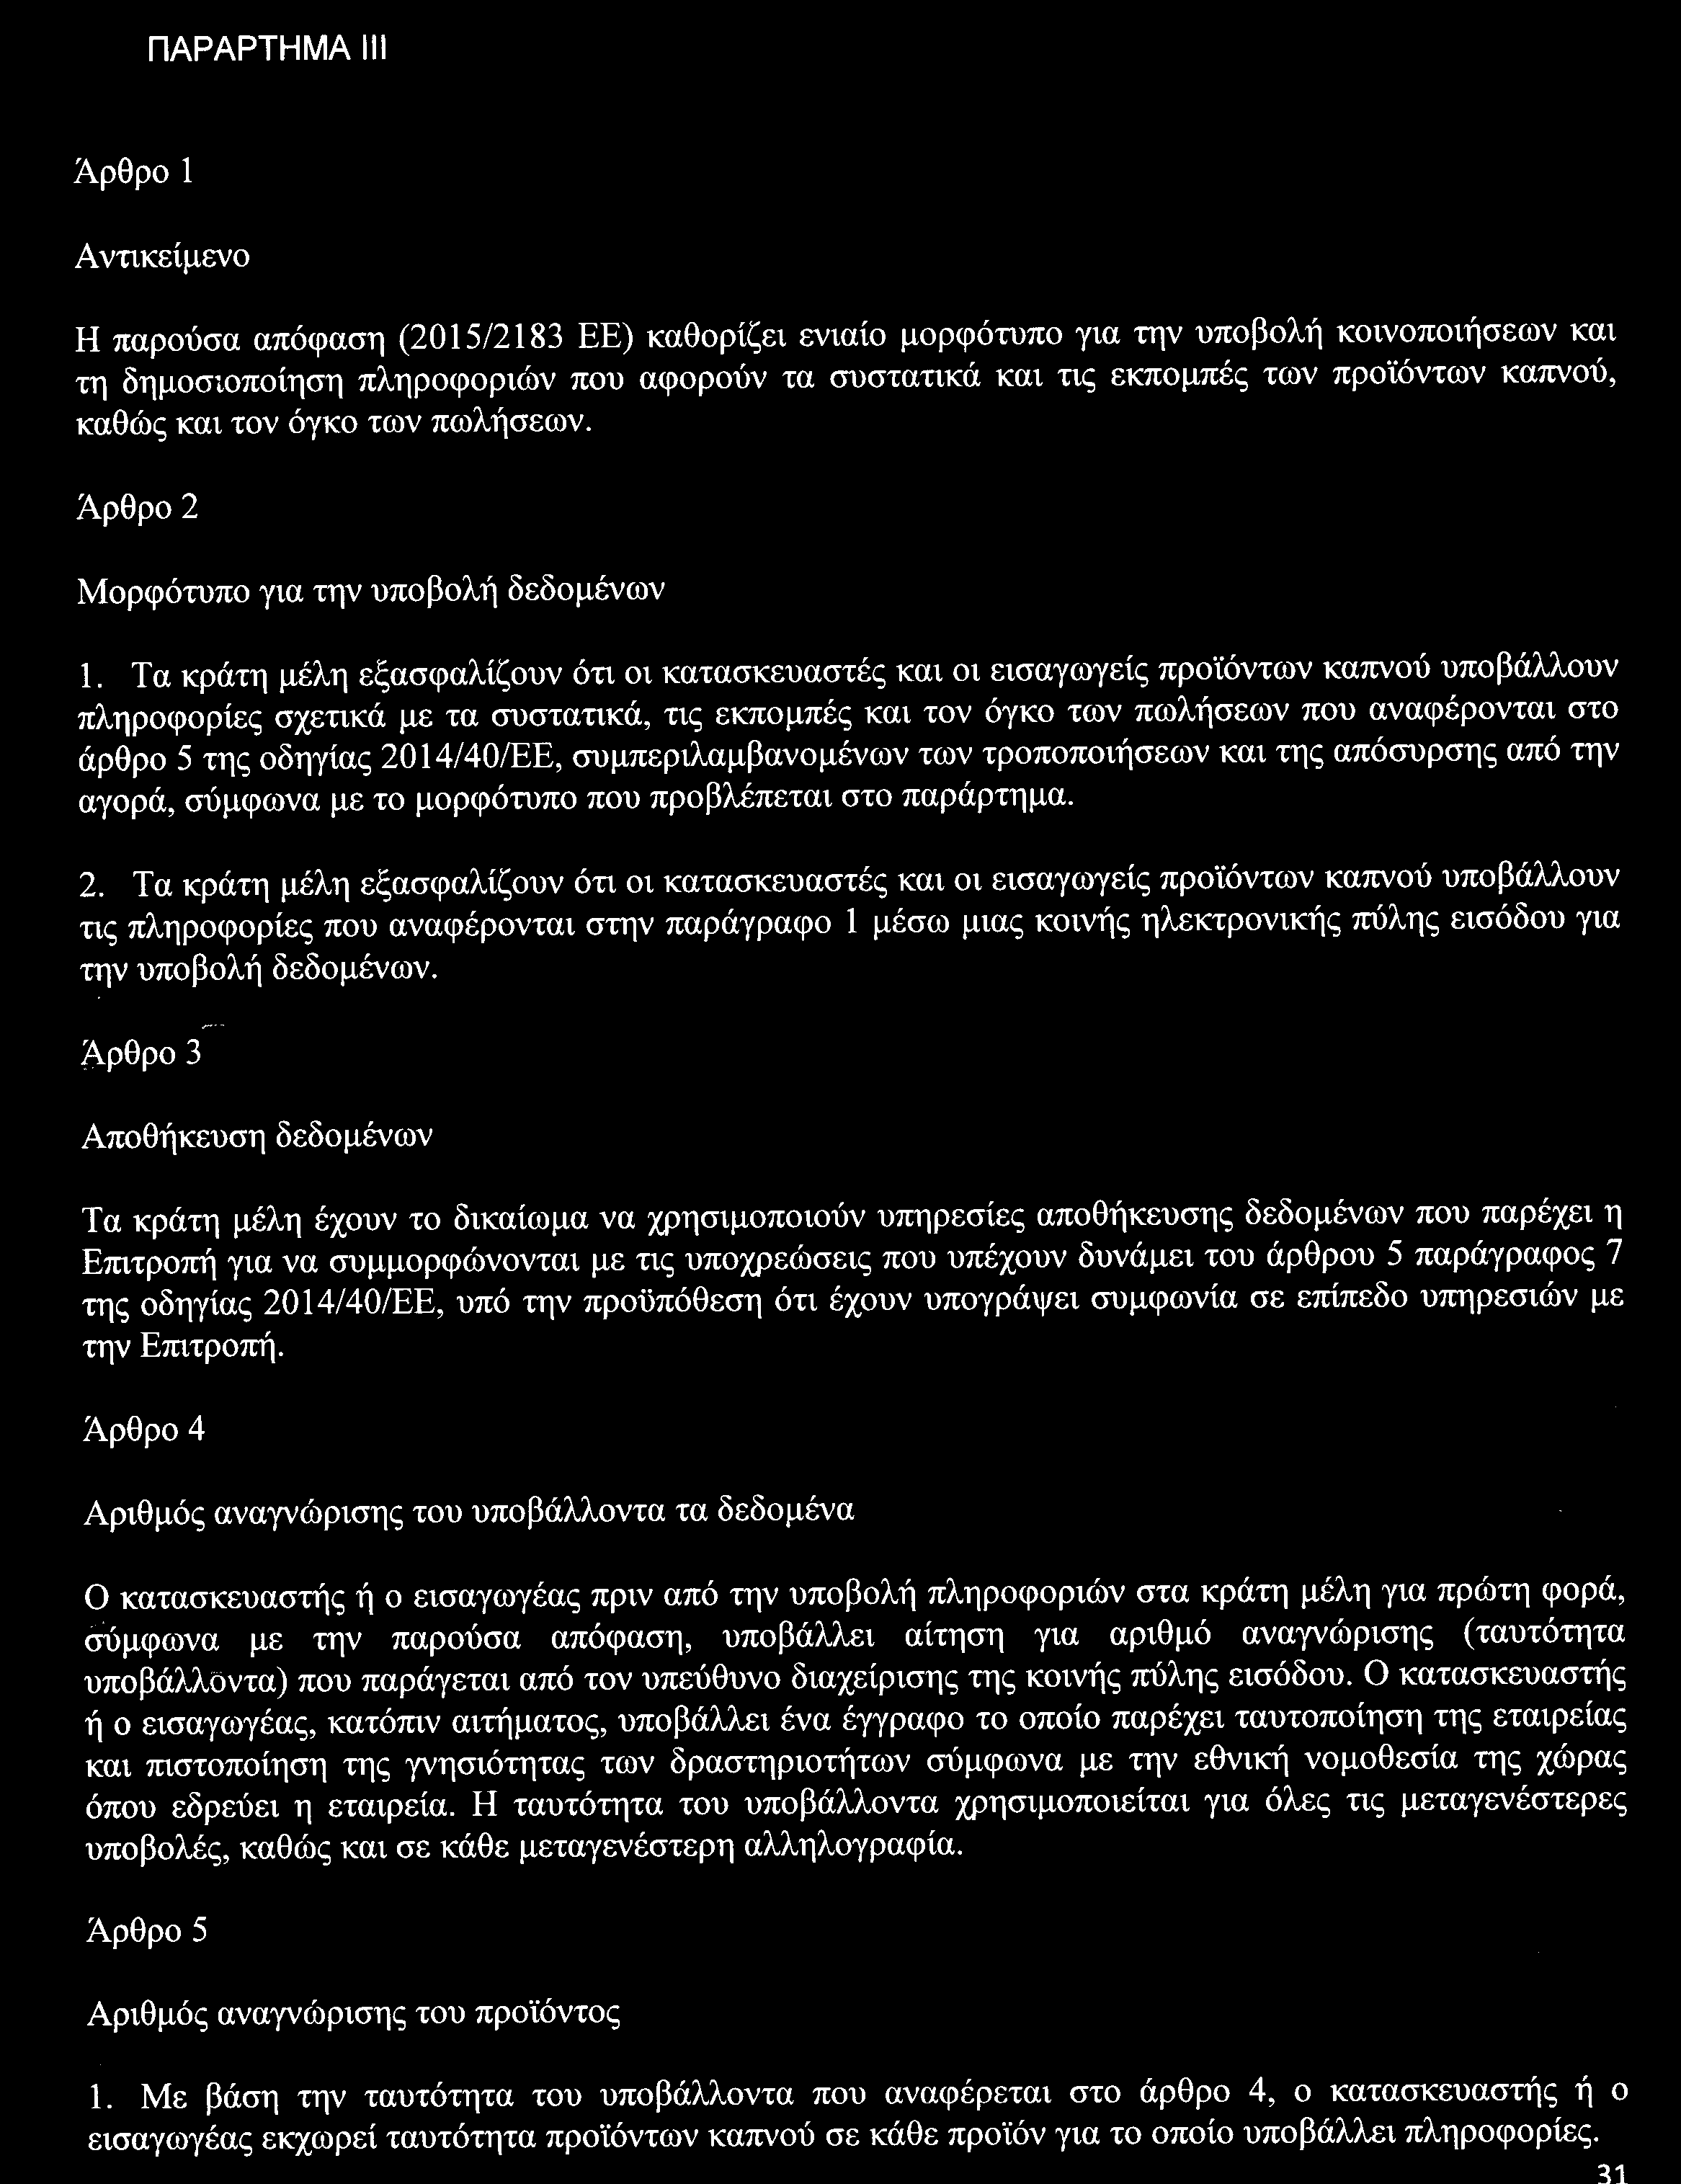 ΠΑΡΑΡΤΗΜΑ ΙΙΙ
Άρθρο 1
Αντικείμενο
Η παρούσα απόφαση (2015/2183 ΕΕ) καθορίζει ενιαίο μορφότυπο για την υποβολή κοινοποιήσεων και
τη δημοσιοποίηση πληροφοριών που αφορούν τα συστατικά και τις εκπομπές των προϊόντων καπνού,
καθώς και τον όγκο των πωλήσεων.
Άρθρο 2
Μορφότυπο για την υποβολή δεδομένων
1. Τα κράτη μέλη εξασφαλίζουν ότι οι κατασκευαστές και οι εισαγωγείς προϊόντων καπνού υποβάλλουν
πληροφορίες σχετικά με τα συστατικά, τις εκπομπές και τον όγκο των πωλήσεων που αναφέρονται στο
άρθρο 5 της οδηγίας 2014/40/ΕΕ, συμπεριλαμβανομένων των τροποποιήσεων και της απόσυρσης από την
αγορά, σύμφωνα με το μορφότυπο που προβλέπεται στο παράρτημα.
2. Τα κράτη μέλη εξασφαλίζουν ότι οι κατασκευαστές και οι εισαγωγείς προϊόντων καπνού υποβάλλουν
τις πληροφορίες που αναφέρονται στην παράγραφο 1 μέσω μιας κοινής ηλεκτρονικής πύλης εισόδου για
την υποβολή δεδομένων.
Άρθρο 3
Αποθήκευση δεδομένων
Τα κράτη μέλη έχουν το δικαίωμα να χρησιμοποιούν υπηρεσίες αποθήκευσης δεδομένων που παρέχει η
Επιτροπή για να συμμορφώνονται με τις υποχρεώσεις που υπέχουν δυνάμει του άρθρου 5 παράγραφος 7
της οδηγίας 2014/40/ΕΕ, υπό την προϋπόθεση ότι έχουν υπογράψει συμφωνία σε επίπεδο υπηρεσιών με
την Επιτροπή.
Άρθρο 4
Αριθμός αναγνώρισης του υποβάλλοντα τα δεδομένα
Ο κατασκευαστής ή ο εισαγωγέας πριν από την υποβολή πληροφοριών στα κράτη μέλη για πρώτη φορά,
σύμφωνα με την παρούσα απόφαση, υποβάλλει αίτηση για αριθμό αναγνώρισης (ταυτότητα
υποβάλλοντα) που παράγεται από τον υπεύθυνο διαχείρισης της κοινής πύλης εισόδου. Ο κατασκευαστής
ή ο εισαγωγέας, κατόπιν αιτήματος, υποβάλλει ένα έγγραφο το οποίο παρέχει ταυτοποίηση της εταιρείας
και πιστοποίηση της γνησιότητας των δραστηριοτήτων σύμφωνα με την εθνική νομοθεσία της χώρας
όπου εδρεύει η εταιρεία. Η ταυτότητα του υποβάλλοντα χρησιμοποιείται για όλες τις μεταγενέστερες
υποβολές, καθώς και σε κάθε μεταγενέστερη αλληλογραφία.
Άρθρο 5
Αριθμός αναγνώρισης του προϊόντος
1. Με βάση την ταυτότητα του υποβάλλοντα που αναφέρεται στο άρθρο 4, ο κατασκευαστής ή ο
εισαγωγέας εκχωρεί ταυτότητα προϊόντων καπνού σε κάθε προϊόν για το οποίο υποβάλλει πληροφορίες.
31